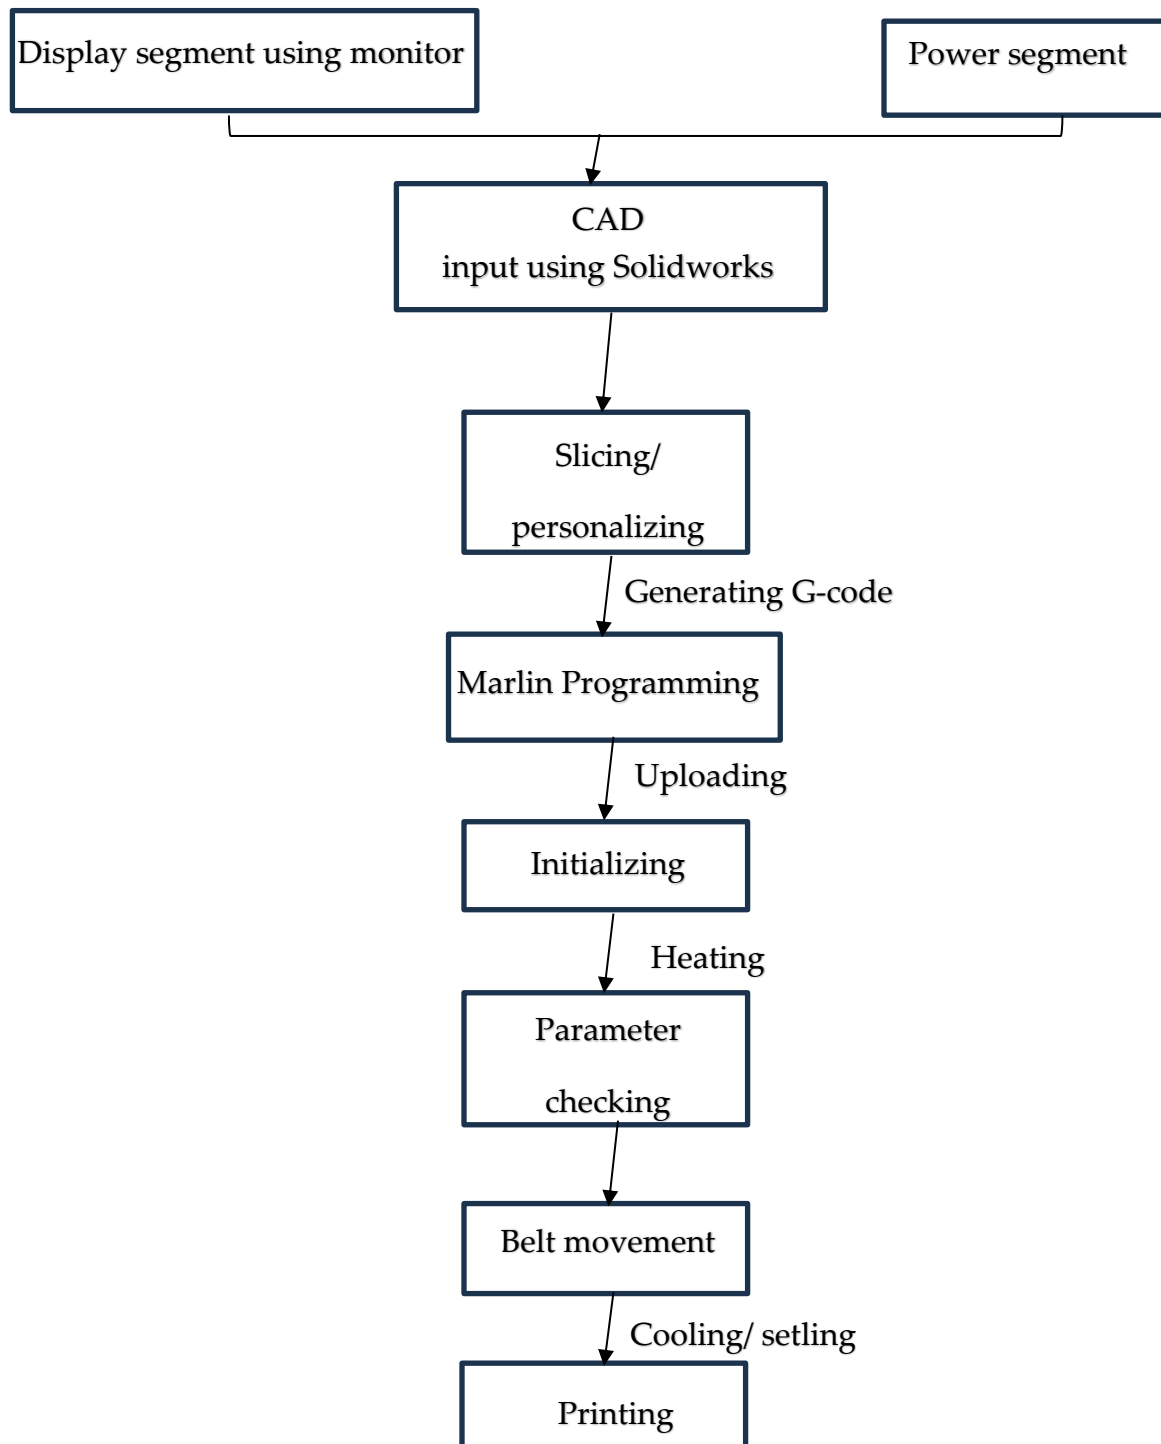 Display segment using monitor
Power segment
CAD
input using Solidworks
Slicing/
personalizing
Generating G-code
Marlin Programming
Uploading
Initializing
Heating
Parameter
checking
Belt movement
Cooling/ setling
Printing